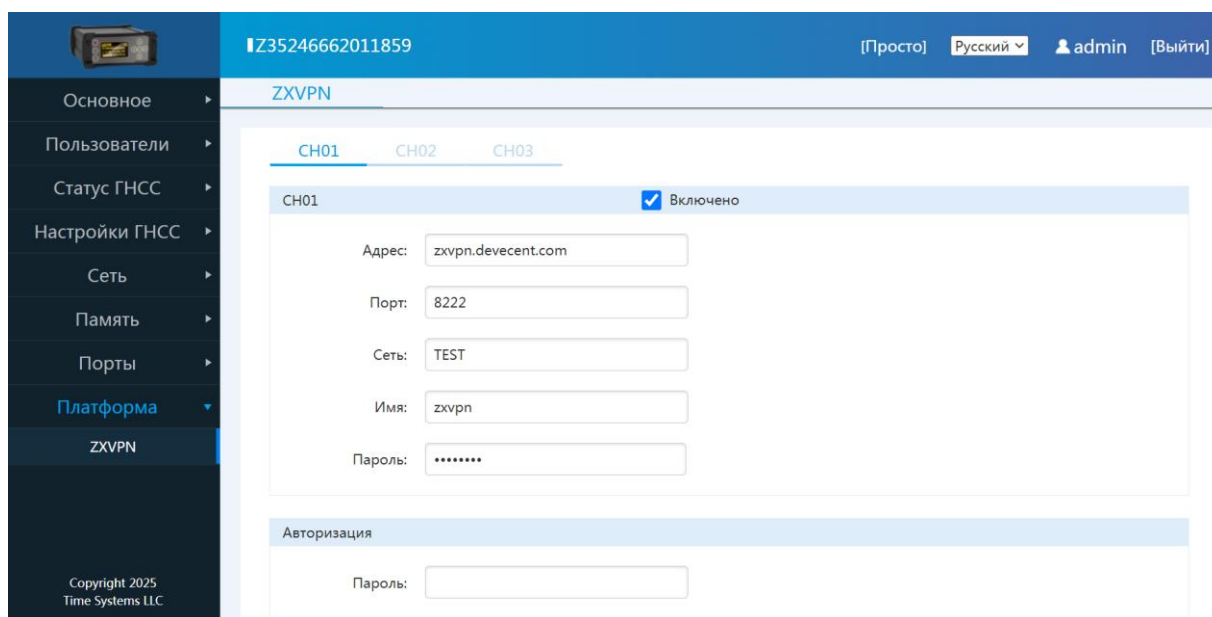 IZ35246662011859
[Просто] Русский admin [Выйти]
Основное
Пользователи
Статус ГНСС
Настройки ГНСС
Сеть
Память
Порты
Платформа
ZXVPN
Copyright 2025
Time Systems LLC
ZXVPN
CH01 CH02 CH03
CH01 Включено
Адрес: zxvpn.devecent.com
Порт: 8222
Сеть: TEST
Имя: zxvpn
Пароль: ••••••••
Авторизация
Пароль: